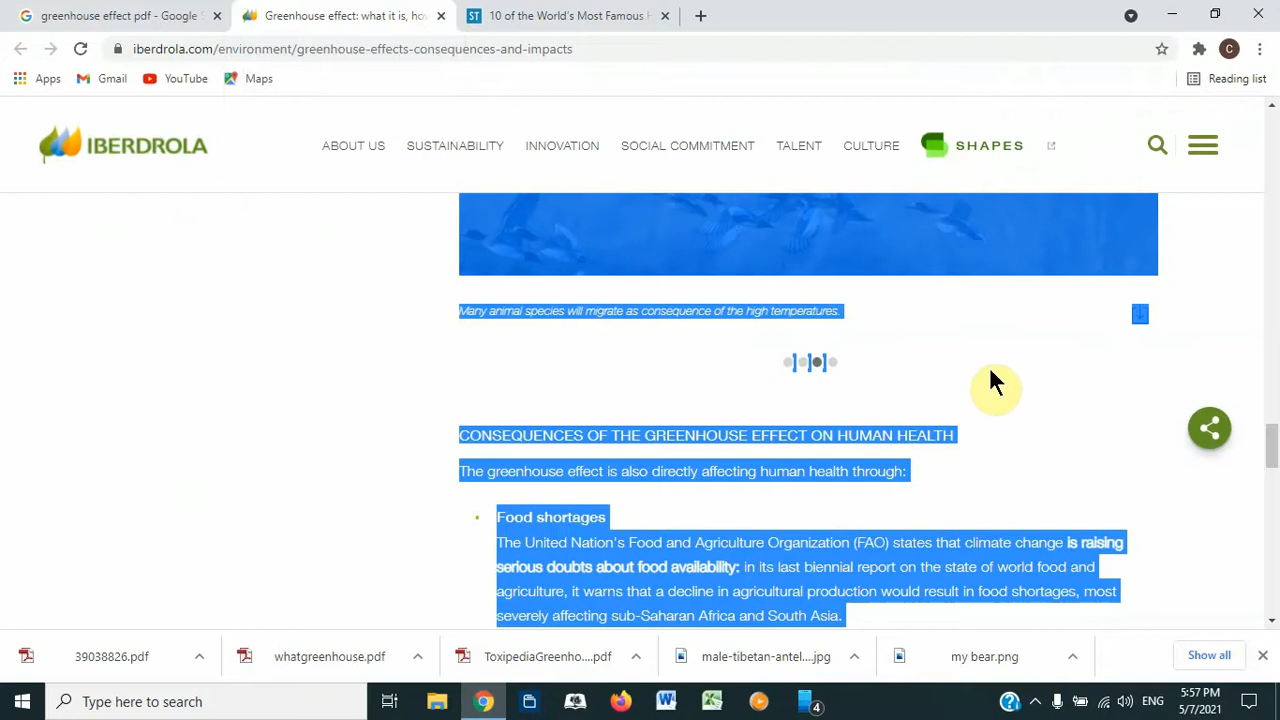 greenhouse effect pdf - Google S
Greenhouse effect: what it is, ho
10 of the World's Most Famous H
iberdrola.com/environment/greenhouse-effects-consequences-and-impacts
C
Apps
Gmail
YouTube
Maps
Reading list
IBERDROLA
ABOUT US
SUSTAINABILITY
INNOVATION
SOCIAL COMMITMENT
TALENT
CULTURE
SHAPES
Many animal species will migrate as consequence of the high temperatures.
CONSEQUENCES OF THE GREENHOUSE EFFECT ON HUMAN HEALTH
The greenhouse effect is also directly affecting human health through:
Food shortages
The United Nation's Food and Agriculture Organization (FAO) states that climate change is raising
serious doubts about food availability: in its last biennial report on the state of world food and
agriculture, it warns that a decline in agricultural production would result in food shortages, most
severely affecting sub-Saharan Africa and South Asia.
39038826.pdf
whatgreenhouse.pdf
ToxipediaGreenho....pdf
male-tibetan-antel....jpg
my bear.png
Show all
Type here to search
4
ENG
5:57 PM
5/7/2021